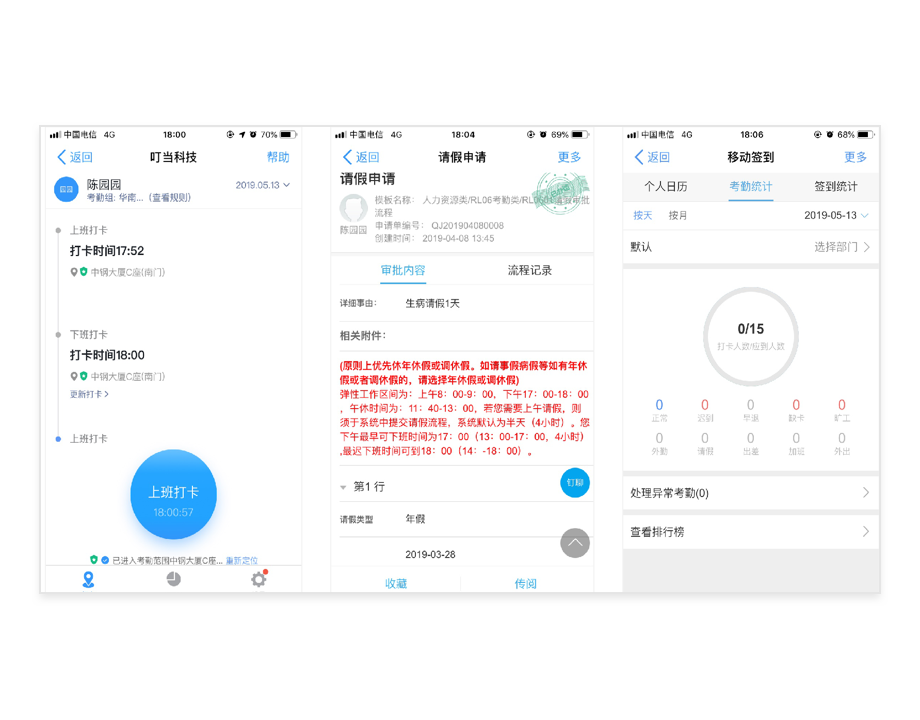 中国电信 4G 18:00 70%
返回 叮当科技 帮助
园园 陈园园 2019.05.13
考勤组: 华南... (查看规则)
上班打卡
打卡时间17:52
中钢大厦C座(南门)
下班打卡
打卡时间18:00
中钢大厦C座(南门)
更新打卡
上班打卡
上班打卡
18:00:57
已进入考勤范围中钢大厦C座... 重新定位
中国电信 4G 18:04 69%
返回 请假申请 更多
请假申请
模板名称: 人力资源类/RL06考勤类/RL0601请假审批
流程
陈园园 申请单编号: QJ201904080008
创建时间: 2019-04-08 13:45
审批内容 流程记录
详细事由: 生病请假1天
相关附件:
(原则上优先休年休假或调休假。如请事假病假等如有年休
假或者调休假的，请选择年休假或调休假)
弹性工作区间为：上午8：00-9：00，下午17：00-18：00
，午休时间为：11：40-13：00，若您需要上午请假，则
须于系统中提交请假流程，系统默认为半天（4小时）。您
下午最早可下班时间为17：00（13：00-17：00，4小时）
,最迟下班时间可到18：00（14：-18：00）。
第1 行 钉聊
请假类型 年假
2019-03-28
收藏 传阅
中国电信 4G 18:06 68%
返回 移动签到 更多
个人日历 考勤统计 签到统计
按天 按月 2019-05-13
默认 选择部门
0/15
打卡人数/应到人数
0 0 0 0 0
正常 迟到 早退 缺卡 旷工
0 0 0 0 0
外勤 请假 出差 加班 外出
处理异常考勤(0)
查看排行榜